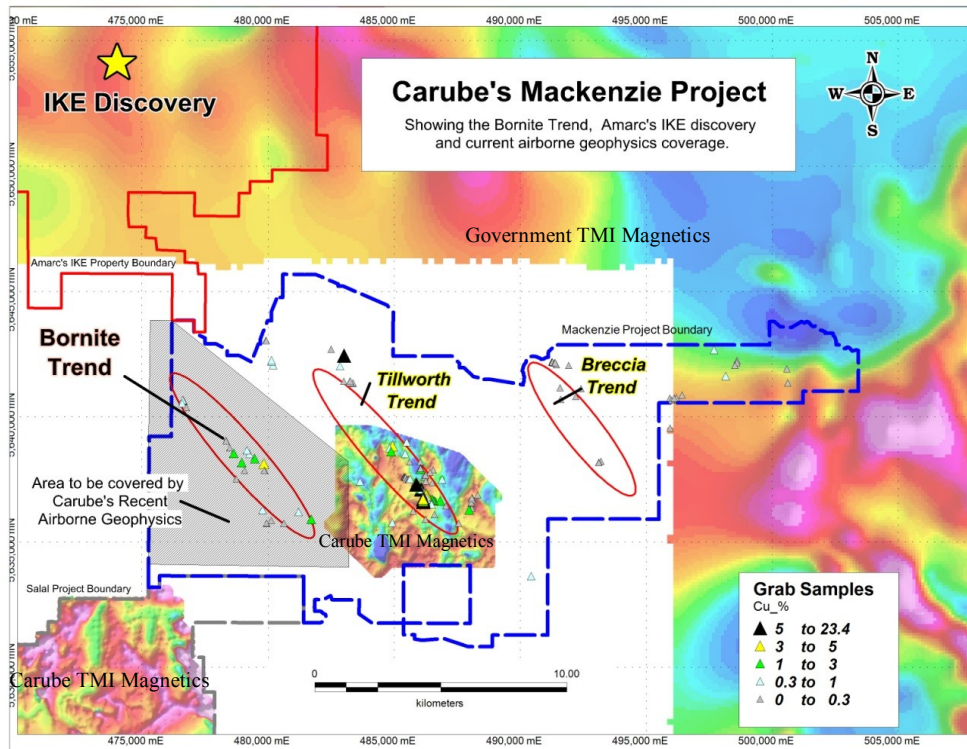 475,000 mE 480,000 mE 485,000 mE 490,000 mE 495,000 mE 500,000 mE 505,000 mE
IKE Discovery
Carube's Mackenzie Project
Showing the Bornite Trend, Amarc's IKE discovery
and current airborne geophysics coverage.
N
W E
S
Government TMI Magnetics
Amarc's IKE Property Boundary
Mackenzie Project Boundary
Bornite
Trend
Tillworth
Trend
Breccia
Trend
Area to be covered by
Carube's Recent
Airborne Geophysics
Carube TMI Magnetics
Salal Project Boundary
Carube TMI Magnetics
0 10.00
kilometers
Grab Samples
Cu_%
5 to 23.4
3 to 5
1 to 3
0.3 to 1
0 to 0.3
475,000 mE 480,000 mE 485,000 mE 490,000 mE 495,000 mE 500,000 mE 505,000 mE